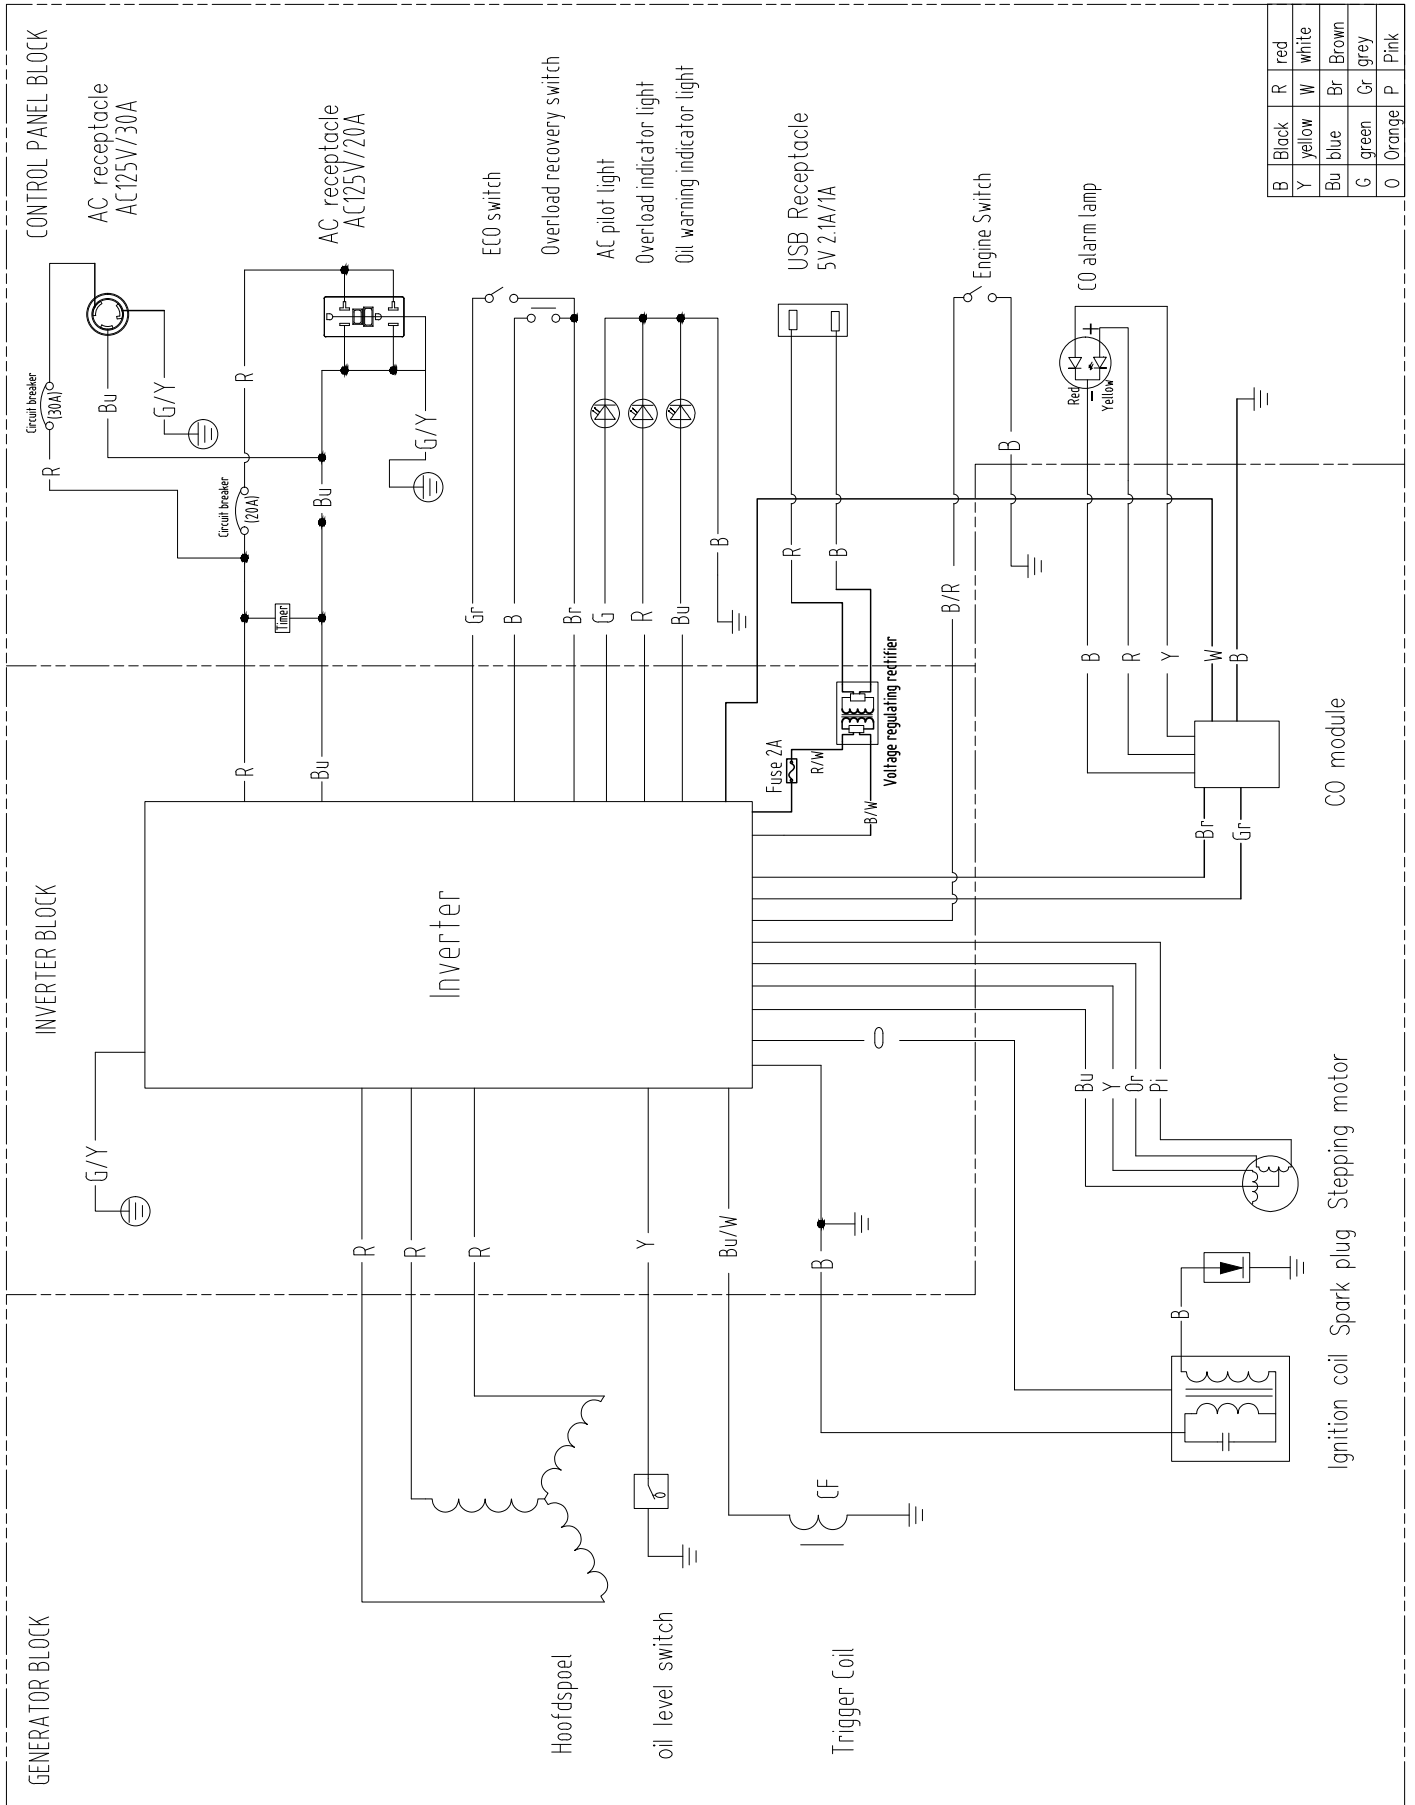 CONTROL PANEL BLOCK
AC receptacle
AC125V/30A
Circuit breaker
(30A)
R
Bu
G/Y
AC receptacle
AC125V/20A
R
Circuit breaker
(20A)
Bu
G/Y
Timer
R
Bu
ECO switch
Overload recovery switch
AC pilot light
Overload indicator light
Oil warning indicator light
Gr
B
Br
G
R
Bu
B
USB Receptacle
5V 2.1A/1A
R
B
Voltage regulating rectifier
Fuse 2A
R/W
B/W
Engine Switch
B
B/R
CO alarm lamp
Red
Yellow
+
-
B
R
Y
W
B
CO module
Br
Gr
B Black R red
Y yellow W white
Bu blue Br Brown
G green Gr grey
O Orange P Pink
INVERTER BLOCK
Inverter
G/Y
R
R
R
Y
Bu/W
B
O
Bu
Y
Or
Pi
Stepping motor
Spark plug
Ignition coil
B
GENERATOR BLOCK
Hoofdspoel
oil level switch
Trigger Coil
CF